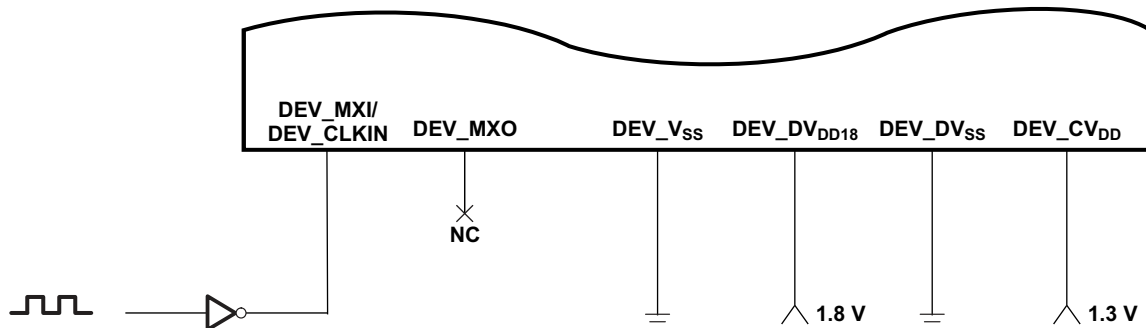 DEV_MXI/
DEV_CLKIN
DEV_MXO
DEV_VSS
DEV_DVDD18
DEV_DVSS
DEV_CVDD
NC
1.8 V
1.3 V